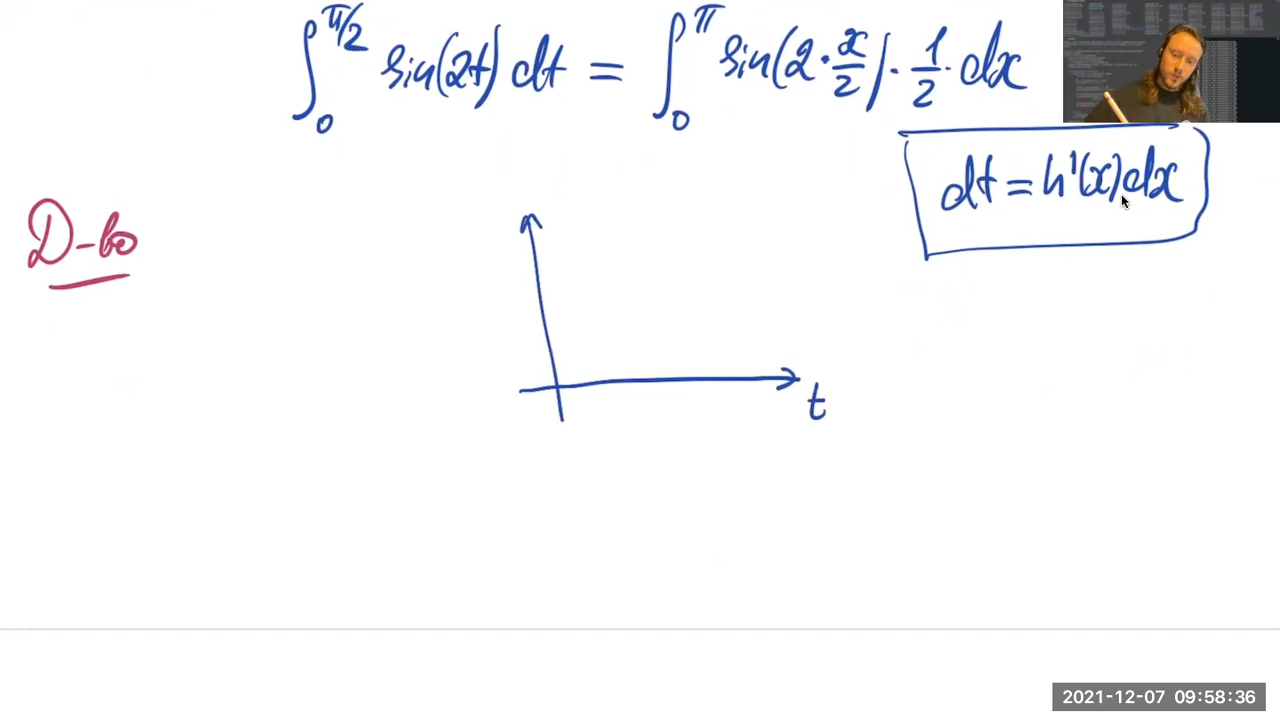 ∫₀^{π/2} sin(2t) dt = ∫₀^π sin(2·x/2)·1/2·dx
dt = h'(x)dx
D-во
t
2021-12-07 09:58:36